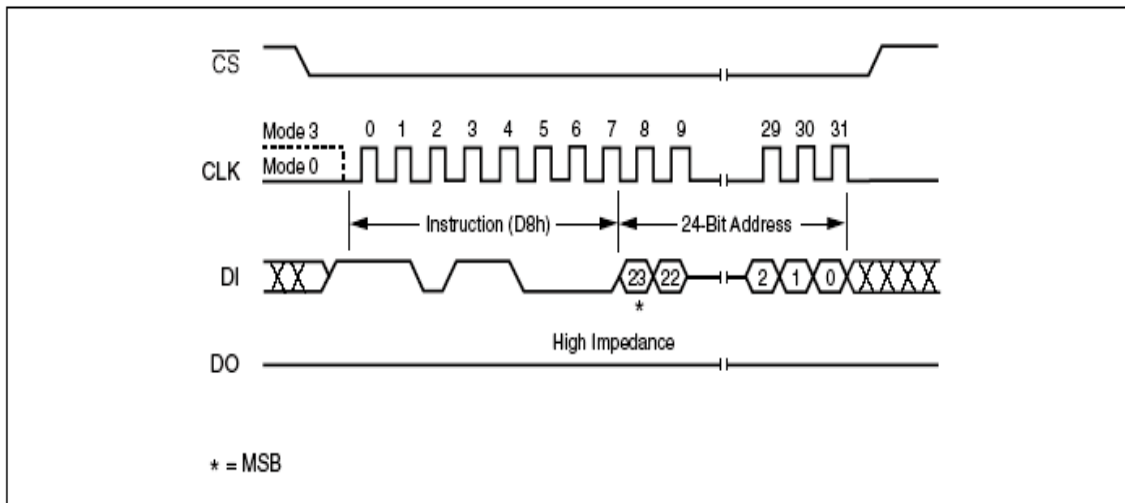 CS
Mode 3 0 1 2 3 4 5 6 7 8 9 29 30 31
CLK Mode 0
Instruction (D8h) 24-Bit Address
DI 23 22 2 1 0
*
High Impedance
DO
* = MSB